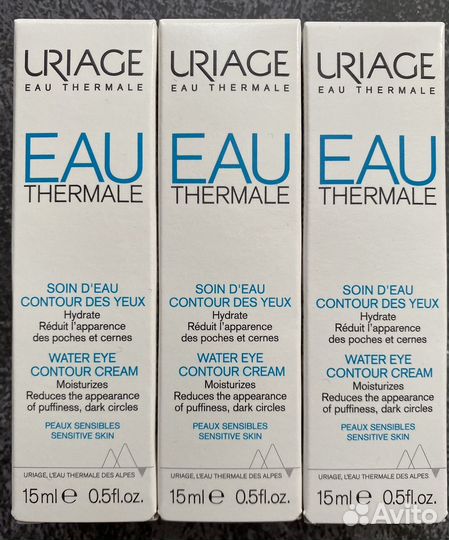 URIAGE
EAU THERMALE
EAU
THERMALE
SOIN D'EAU
CONTOUR DES YEUX
Hydrate
Réduit l'apparence
des poches et cernes
WATER EYE
CONTOUR CREAM
Moisturizes
Reduces the appearance
of puffiness, dark circles
PEAUX SENSIBLES
SENSITIVE SKIN
URIAGE, L'EAU THERMALE DES ALPES
15ml e 0.5fl.oz.
URIAGE
EAU THERMALE
EAU
THERMALE
SOIN D'EAU
CONTOUR DES YEUX
Hydrate
Réduit l'apparence
des poches et cernes
WATER EYE
CONTOUR CREAM
Moisturizes
Reduces the appearance
of puffiness, dark circles
PEAUX SENSIBLES
SENSITIVE SKIN
URIAGE, L'EAU THERMALE DES ALPES
15ml e 0.5fl.oz.
URIAGE
EAU THERMALE
EAU
THERMALE
SOIN D'EAU
CONTOUR DES YEUX
Hydrate
Réduit l'apparence
des poches et cernes
WATER EYE
CONTOUR CREAM
Moisturizes
Reduces the appearance
of puffiness, dark circles
PEAUX SENSIBLES
SENSITIVE SKIN
URIAGE, L'EAU THERMALE DES ALPES
15ml e 0.5fl.oz.
Avito